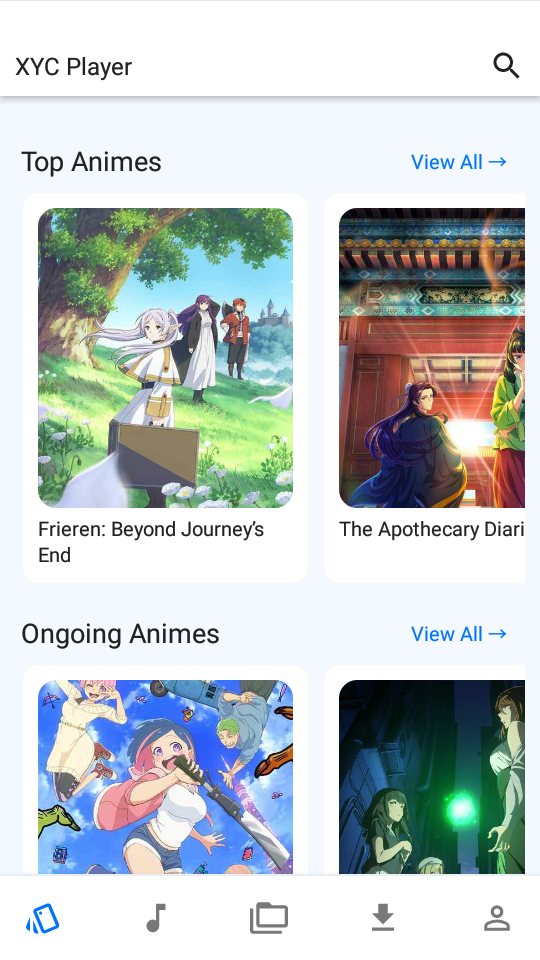 XYC Player
Top Animes
View All →
Frieren: Beyond Journey’s
End
The Apothecary Diari
Ongoing Animes
View All →